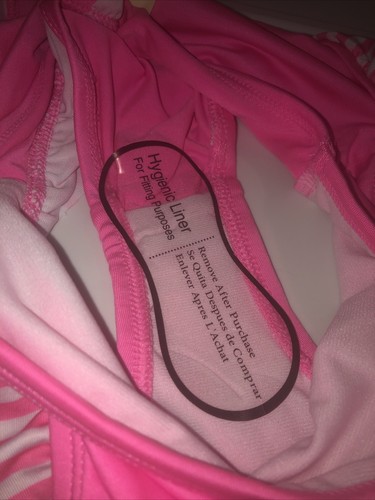 Hygienic Liner
For Fitting Purposes
Remove After Purchase
Se Quita Despues de Comprar
Enlever Apres L'Achat